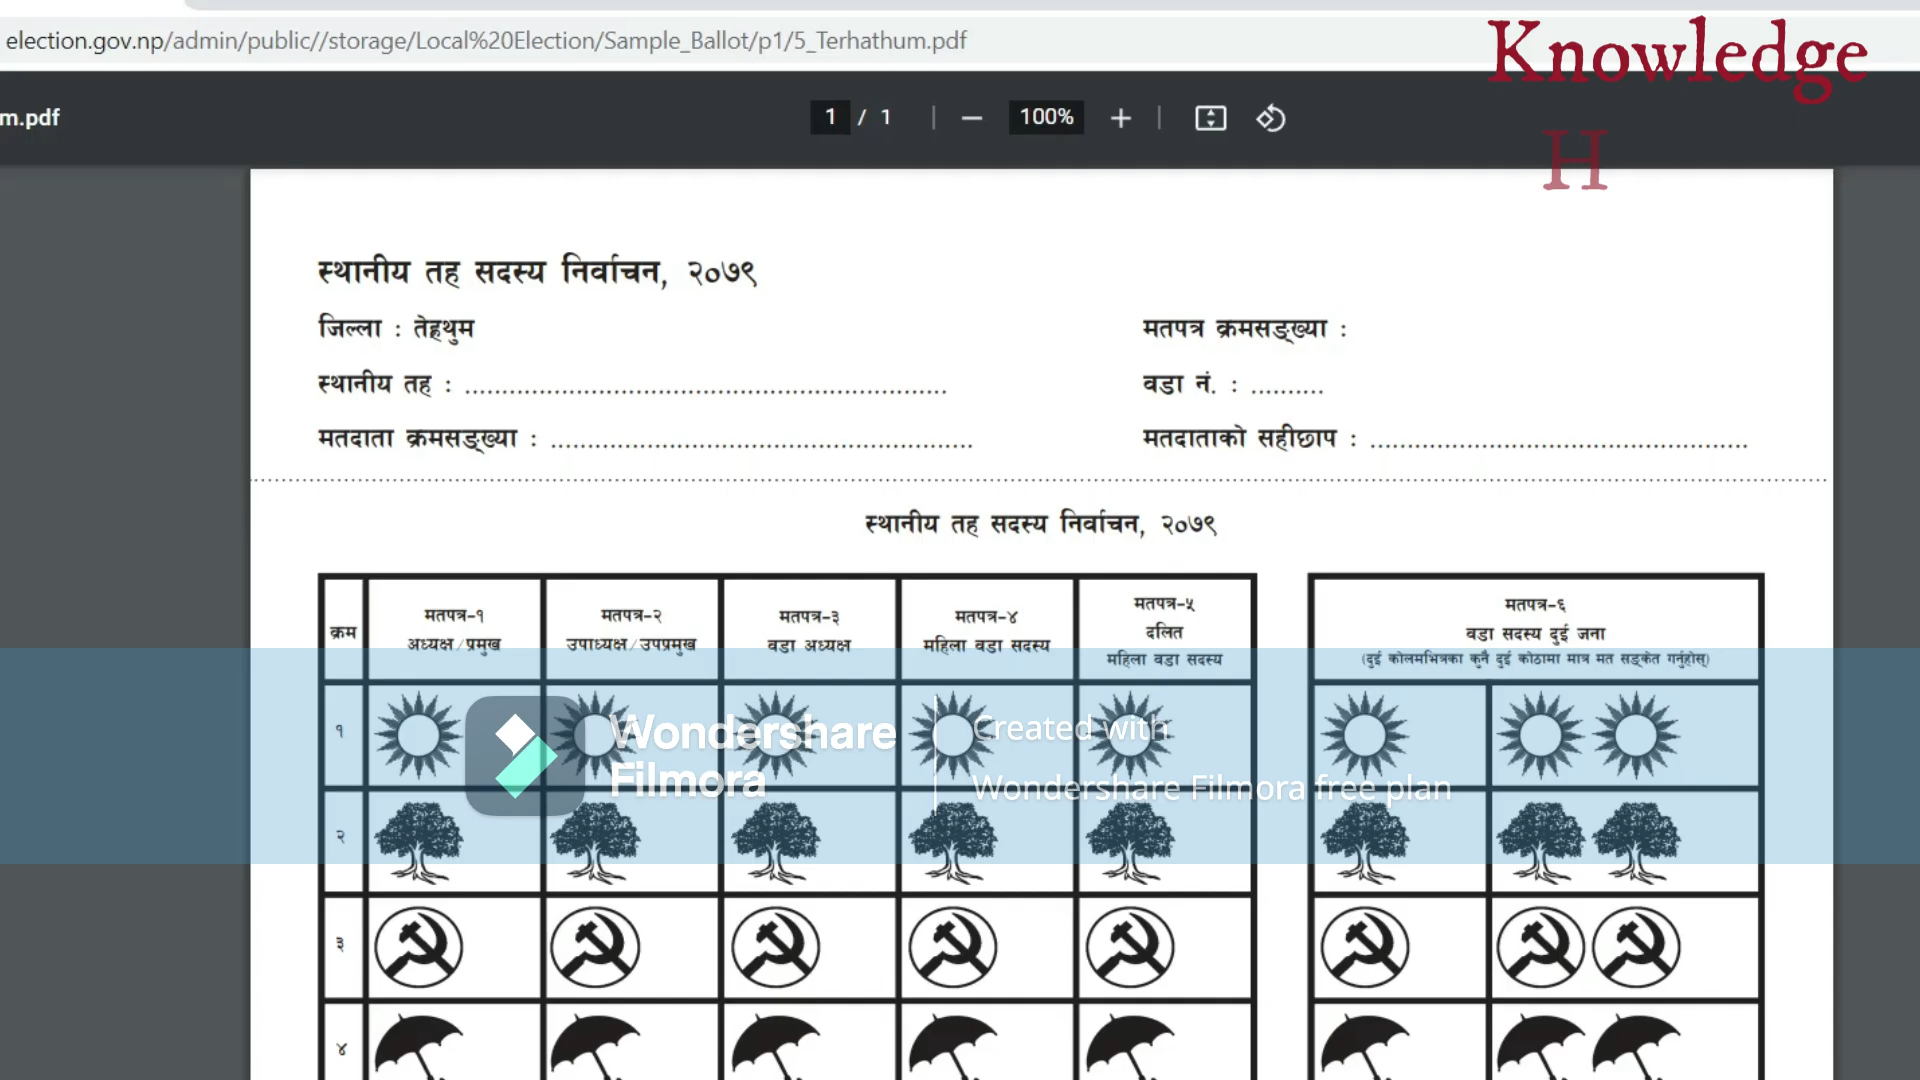 election.gov.np/admin/public//storage/Local%20Election/Sample_Ballot/p1/5_Terhathum.pdf
Knowledge
H
m.pdf
1 / 1
100%
स्थानीय तह सदस्य निर्वाचन, २०७९
जिल्ला : तेह्रथुम
मतपत्र क्रमसङ्ख्या :
स्थानीय तह : ................................................................
वडा नं. : ..........
मतदाता क्रमसङ्ख्या : ........................................................
मतदाताको सहीछाप : ..................................................
स्थानीय तह सदस्य निर्वाचन, २०७९
क्रम
मतपत्र-१
अध्यक्ष/प्रमुख
मतपत्र-२
उपाध्यक्ष/उपप्रमुख
मतपत्र-३
वडा अध्यक्ष
मतपत्र-४
महिला वडा सदस्य
मतपत्र-५
दलित
महिला वडा सदस्य
मतपत्र-६
वडा सदस्य दुई जना
(दुई कोलमभित्रका कुनै दुई कोठामा मात्र मत सङ्केत गर्नुहोस्)
१
Wondershare
Filmora
Created with
Wondershare Filmora free plan
२
३
४